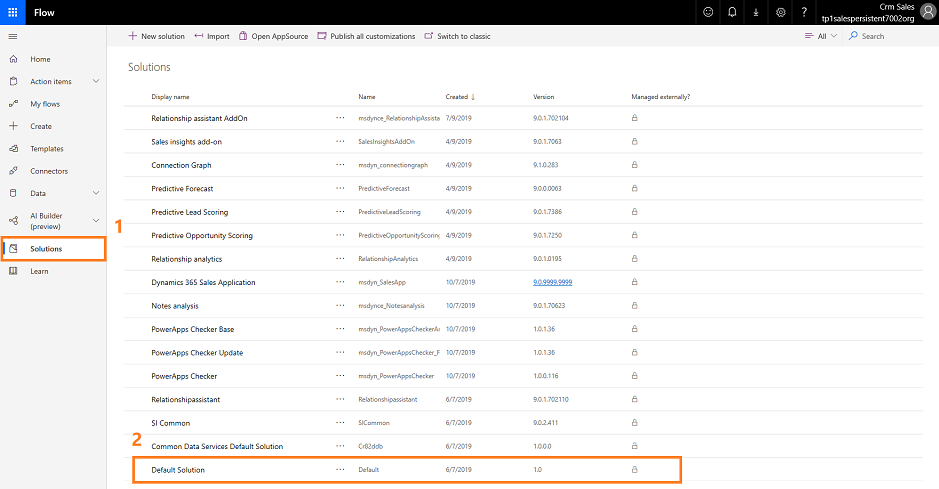 Flow
Crm Sales
tp1salespersistent7002org
New solution
Import
Open AppSource
Publish all customizations
Switch to classic
All
Search
Home
Action items
My flows
Create
Templates
Connectors
Data
AI Builder
(preview)
Solutions
Learn
1
2
Solutions
Display name Name Created ↓ Version Managed externally?
Relationship assistant AddOn ··· msdynce_RelationshipAssista 7/9/2019 9.0.1.702104
Sales insights add-on ··· SalesInsightsAddOn 4/9/2019 9.0.1.7063
Connection Graph ··· msdyn_connectiongraph 4/9/2019 9.1.0.283
Predictive Forecast ··· PredictiveForecast 4/9/2019 9.0.0.0063
Predictive Lead Scoring ··· PredictiveLeadScoring 4/9/2019 9.0.1.7386
Predictive Opportunity Scoring ··· PredictiveOpportunityScoring 4/9/2019 9.0.1.7250
Relationship analytics ··· RelationshipAnalytics 4/9/2019 9.0.1.0195
Dynamics 365 Sales Application ··· msdyn_SalesApp 10/7/2019 9.0.9999.9999
Notes analysis ··· msdynce_Notesanalysis 10/7/2019 9.0.1.70623
PowerApps Checker Base ··· msdyn_PowerAppsCheckerA 10/7/2019 1.0.1.36
PowerApps Checker Update ··· msdyn_PowerAppsChecker_F 10/7/2019 1.0.1.36
PowerApps Checker ··· msdyn_PowerAppsChecker 10/7/2019 1.0.0.116
Relationshipassistant ··· Relationshipassistant 6/7/2019 9.0.1.702110
SI Common ··· SICommon 6/7/2019 9.0.2.411
Common Data Services Default Solution ··· Cr82ddb 6/7/2019 1.0.0.0
Default Solution ··· Default 6/7/2019 1.0